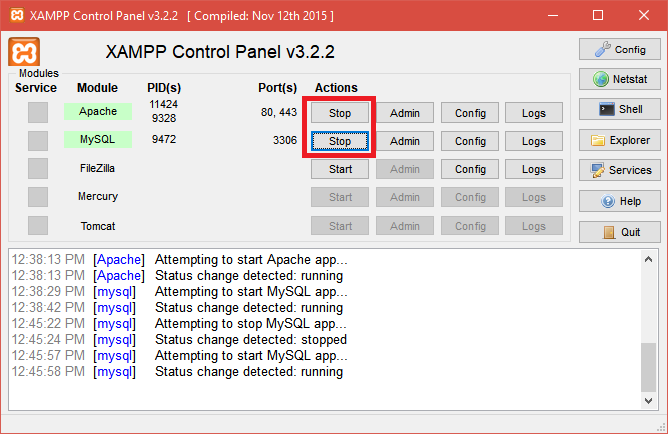 XAMPP Control Panel v3.2.2 [ Compiled: Nov 12th 2015 ]
XAMPP Control Panel v3.2.2
Config
Modules
Service Module PID(s) Port(s) Actions
Netstat
Apache 11424 9328 80, 443 Stop Admin Config Logs
Shell
MySQL 9472 3306 Stop Admin Config Logs
Explorer
FileZilla Start Admin Config Logs
Services
Mercury Start Admin Config Logs
Help
Tomcat Start Admin Config Logs
Quit
12:38:13 PM [Apache] Attempting to start Apache app...
12:38:13 PM [Apache] Status change detected: running
12:38:29 PM [mysql] Attempting to start MySQL app...
12:38:42 PM [mysql] Status change detected: running
12:45:22 PM [mysql] Attempting to stop MySQL app...
12:45:24 PM [mysql] Status change detected: stopped
12:45:57 PM [mysql] Attempting to start MySQL app...
12:45:58 PM [mysql] Status change detected: running